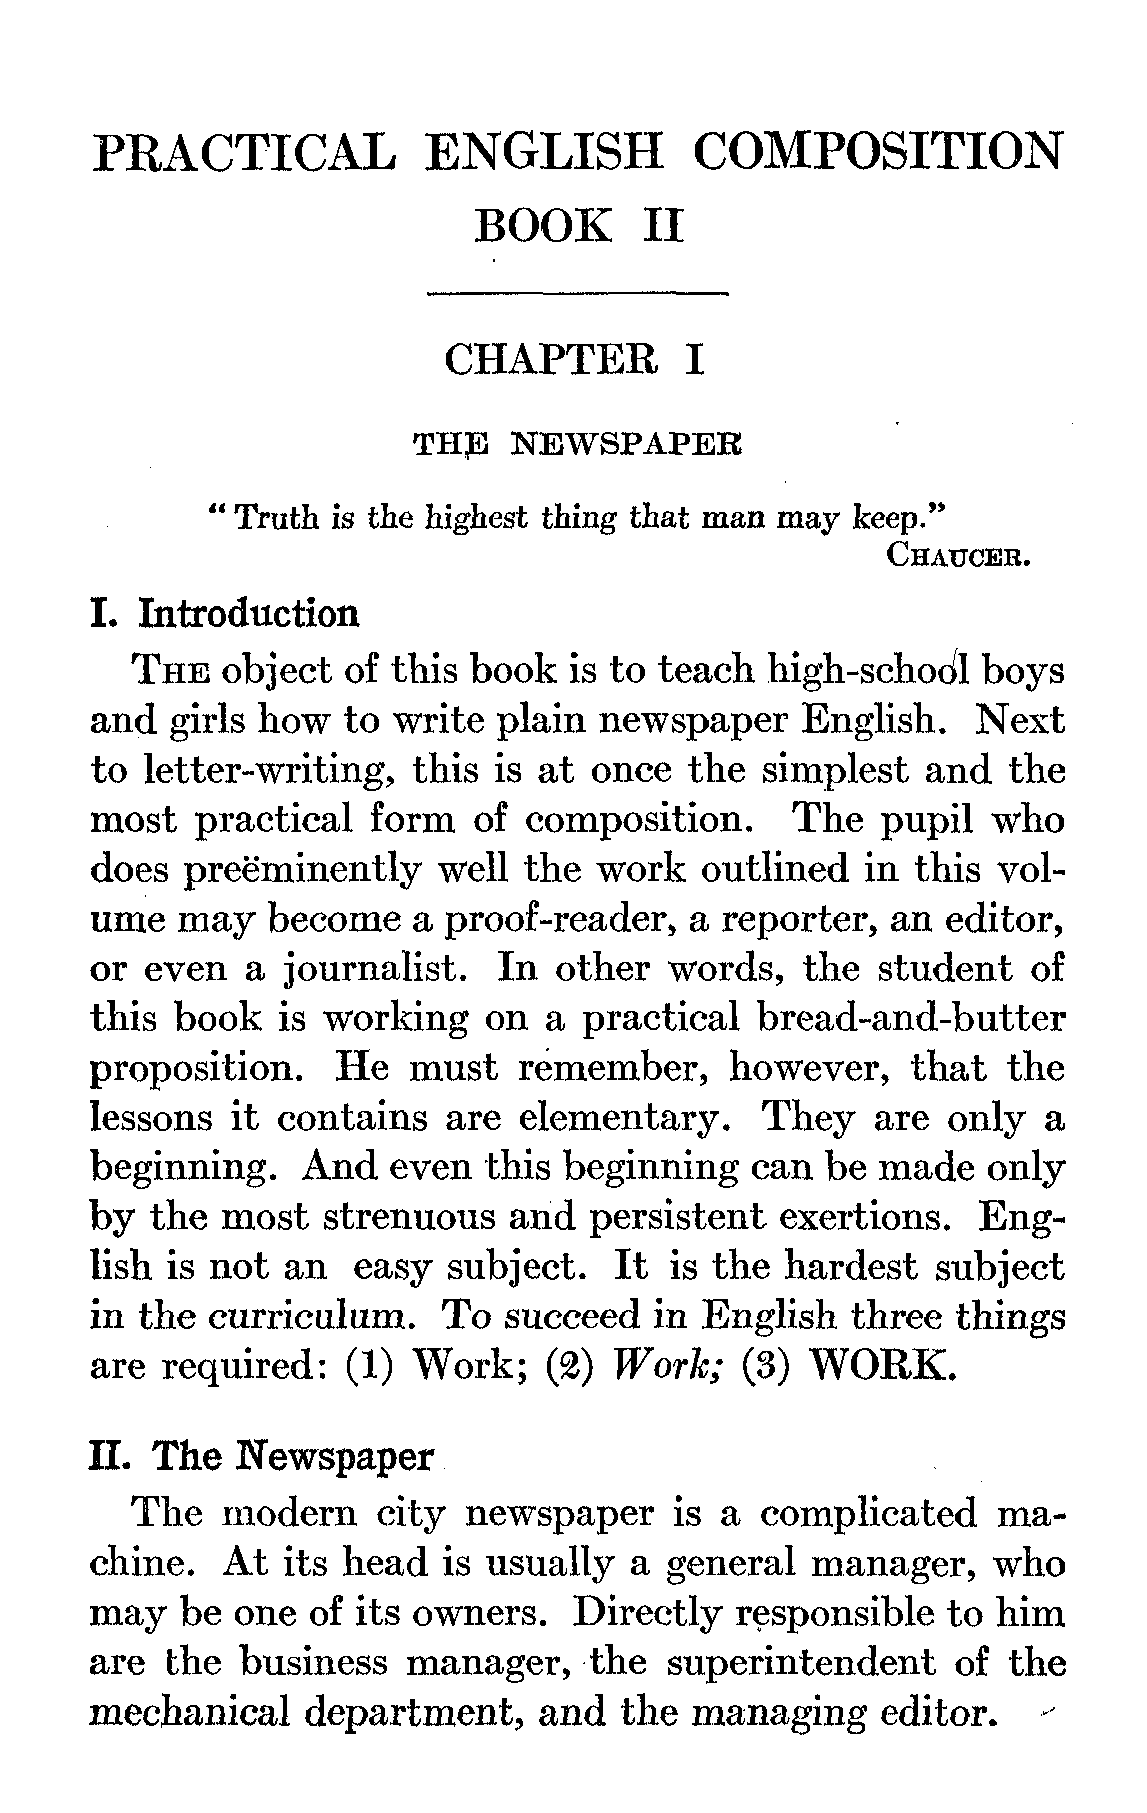 PRACTICAL ENGLISH COMPOSITION
BOOK II
CHAPTER I
THE NEWSPAPER
“Truth is the highest thing that man may keep.”
CHAUCER.
I. Introduction
THE object of this book is to teach high-school boys
and girls how to write plain newspaper English. Next
to letter-writing, this is at once the simplest and the
most practical form of composition. The pupil who
does preëminently well the work outlined in this vol-
ume may become a proof-reader, a reporter, an editor,
or even a journalist. In other words, the student of
this book is working on a practical bread-and-butter
proposition. He must remember, however, that the
lessons it contains are elementary. They are only a
beginning. And even this beginning can be made only
by the most strenuous and persistent exertions. Eng-
lish is not an easy subject. It is the hardest subject
in the curriculum. To succeed in English three things
are required: (1) Work; (2) Work; (3) WORK.
II. The Newspaper
The modern city newspaper is a complicated ma-
chine. At its head is usually a general manager, who
may be one of its owners. Directly responsible to him
are the business manager, the superintendent of the
mechanical department, and the managing editor.